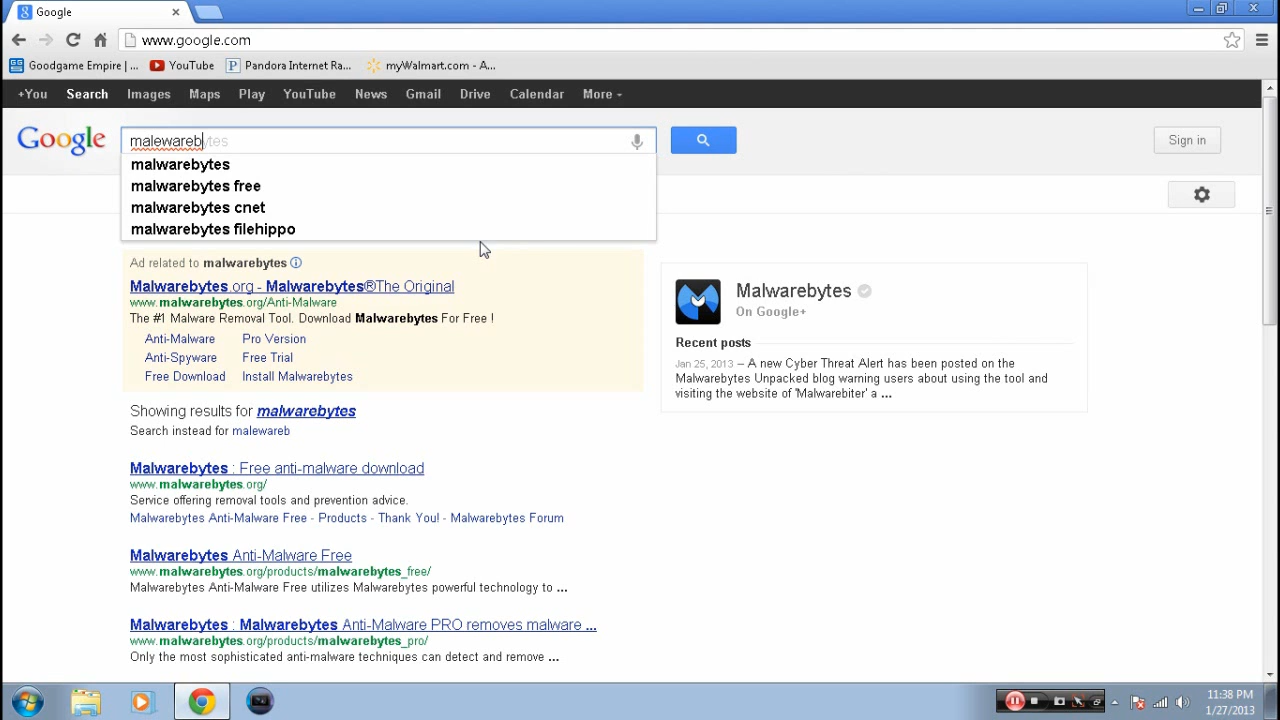 Google
www.google.com
Goodgame Empire | ... YouTube Pandora Internet Ra... myWalmart.com - A...
+You Search Images Maps Play YouTube News Gmail Drive Calendar More
Google malewarebytes Sign in
malwarebytes
malwarebytes free
malwarebytes cnet
malwarebytes filehippo
Ad related to malwarebytes
Malwarebytes.org - Malwarebytes®The Original
www.malwarebytes.org/Anti-Malware
The #1 Malware Removal Tool. Download Malwarebytes For Free !
Anti-Malware Pro Version
Anti-Spyware Free Trial
Free Download Install Malwarebytes
Malwarebytes
On Google+
Recent posts
Jan 25, 2013 – A new Cyber Threat Alert has been posted on the
Malwarebytes Unpacked blog warning users about using the tool and
visiting the website of 'Malwarebiter' a ...
Showing results for malwarebytes
Search instead for malewareb
Malwarebytes : Free anti-malware download
www.malwarebytes.org/
Service offering removal tools and prevention advice.
Malwarebytes Anti-Malware Free - Products - Thank You! - Malwarebytes Forum
Malwarebytes Anti-Malware Free
www.malwarebytes.org/products/malwarebytes_free/
Malwarebytes Anti-Malware Free utilizes Malwarebytes powerful technology to ...
Malwarebytes : Malwarebytes Anti-Malware PRO removes malware ...
www.malwarebytes.org/products/malwarebytes_pro/
Only the most sophisticated anti-malware techniques can detect and remove ...
11:38 PM
1/27/2013